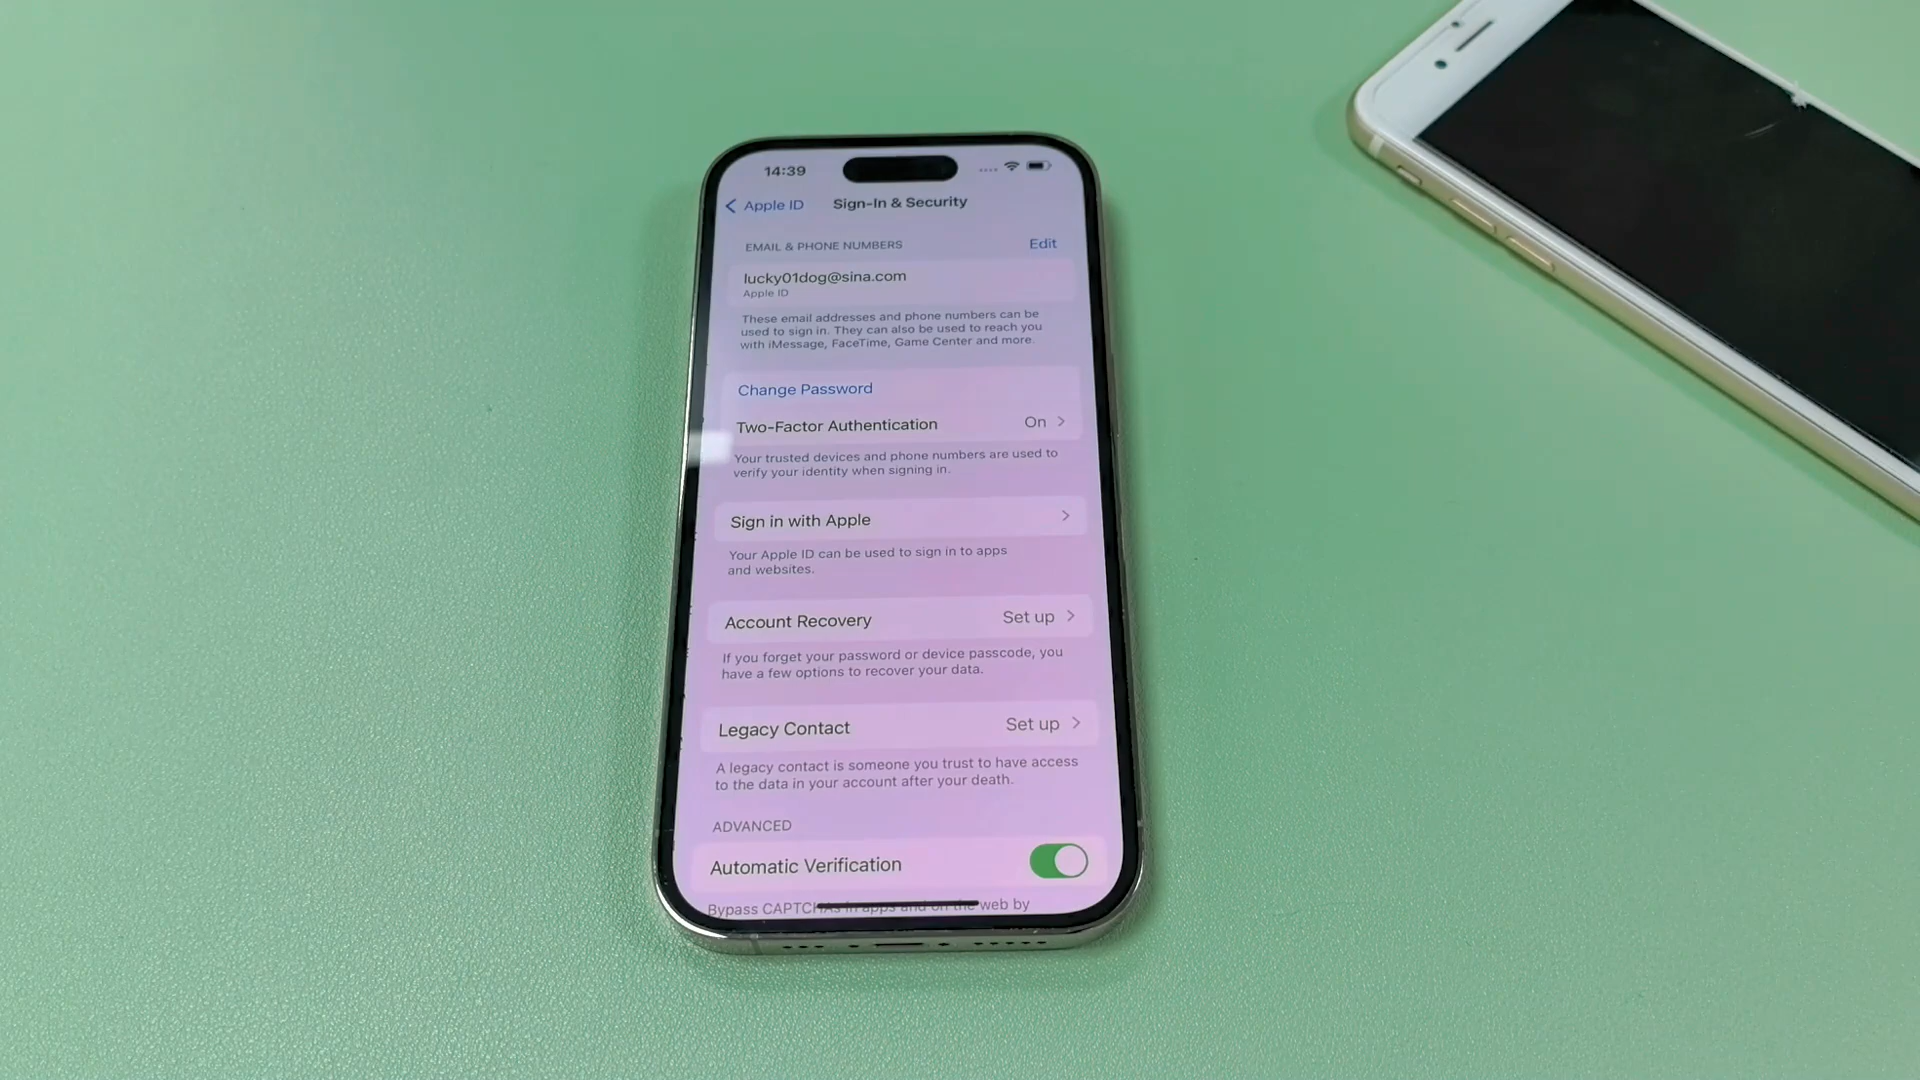 14:39
Apple ID
Sign-In & Security
EMAIL & PHONE NUMBERS
Edit
lucky01dog@sina.com
Apple ID
These email addresses and phone numbers can be
used to sign in. They can also be used to reach you
with iMessage, FaceTime, Game Center and more.
Change Password
Two-Factor Authentication
On
Your trusted devices and phone numbers are used to
verify your identity when signing in.
Sign in with Apple
Your Apple ID can be used to sign in to apps
and websites.
Account Recovery
Set up
If you forget your password or device passcode, you
have a few options to recover your data.
Legacy Contact
Set up
A legacy contact is someone you trust to have access
to the data in your account after your death.
ADVANCED
Automatic Verification
Bypass CAPTCHAs in apps and on the web by